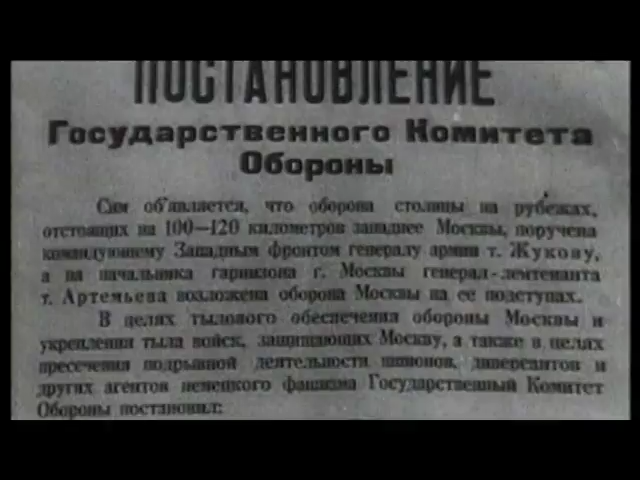 ПОСТАНОВЛЕНИЕ
Государственного Комитета
Обороны
Сим об'является, что оборона столицы на рубежах,
отстоящих на 100—120 километров западнее Москвы, поручена
командующему Западным фронтом генералу армии т. Жукову,
а на начальника гарнизона г. Москвы генерал-лейтенанта
т. Артемьева возложена оборона Москвы на ее подступах.
В целях тылового обеспечения обороны Москвы и
укрепления тыла войск, защищающих Москву, а также в целях
пресечения подрывной деятельности шпионов, диверсантов и
других агентов немецкого фашизма Государственный Комитет
Обороны постановил: